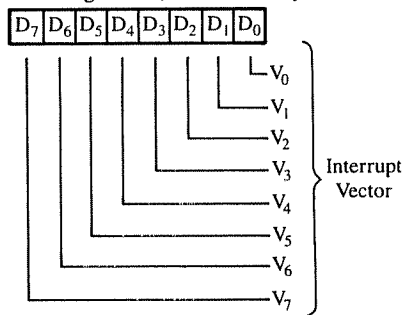 D₇ D₆ D₅ D₄ D₃ D₂ D₁ D₀
V₀
V₁
V₂
V₃
V₄
V₅
V₆
V₇
Interrupt
Vector